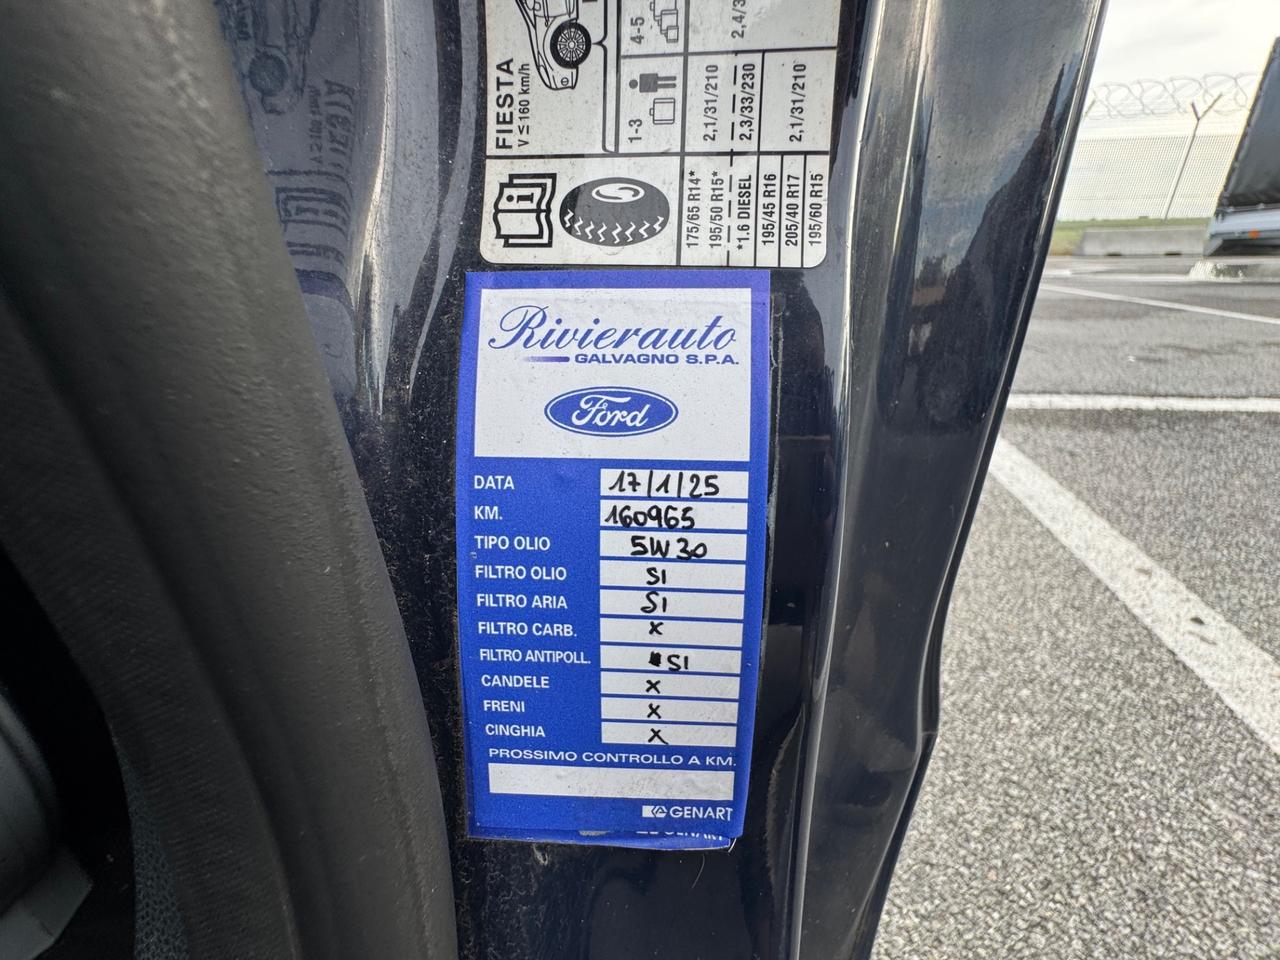 FIESTA
V ≤ 160 km/h
4-5
1-3
2,1/31/210
2,3/33/230
2,1/31/210
175/65 R14*
195/50 R15*
*1.6 DIESEL
195/45 R16
205/40 R17
195/60 R15
Rivierauto
GALVAGNO S.P.A.
Ford
DATA 17/1/25
KM. 160965
TIPO OLIO 5W30
FILTRO OLIO SI
FILTRO ARIA SI
FILTRO CARB. X
FILTRO ANTIPOLL. SI
CANDELE X
FRENI X
CINGHIA X
PROSSIMO CONTROLLO A KM.
GENART
GENART